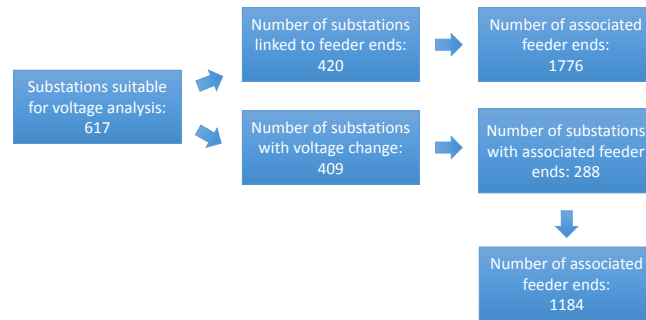 Number of substations
linked to feeder ends:
420
Number of associated
feeder ends:
1776
Substations suitable
for voltage analysis:
617
Number of substations
with voltage change:
409
Number of substations
with associated feeder
ends: 288
Number of associated
feeder ends:
1184